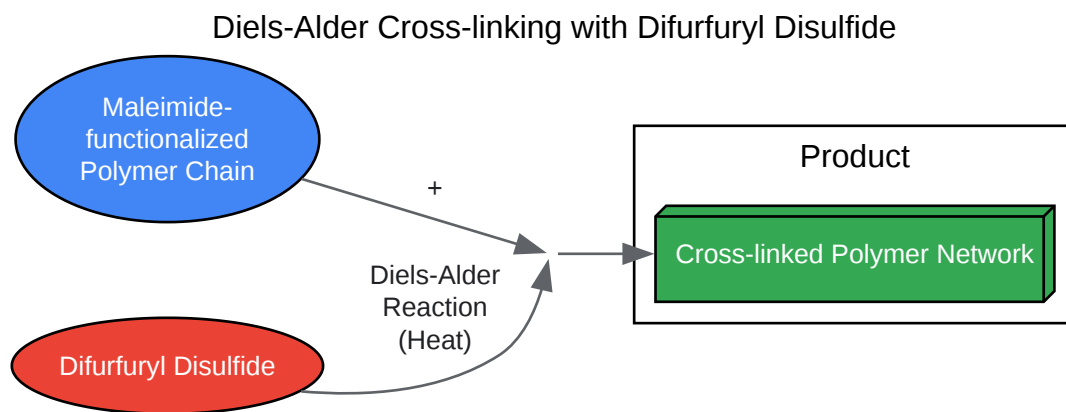 Diels-Alder Cross-linking with Difurfuryl Disulfide
Maleimide-
functionalized
Polymer Chain
+
Product
Cross-linked Polymer Network
Diels-Alder
Reaction
(Heat)
Difurfuryl Disulfide